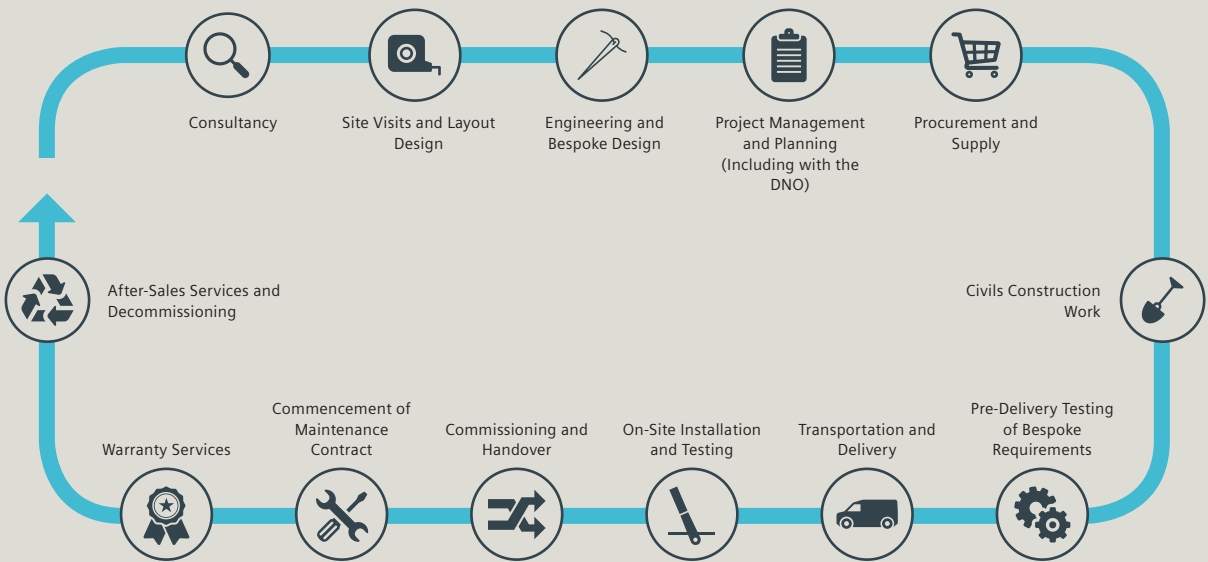 Consultancy
Site Visits and Layout
Design
Engineering and
Bespoke Design
Project Management
and Planning
(Including with the
DNO)
Procurement and
Supply
Civils Construction
Work
Pre-Delivery Testing
of Bespoke
Requirements
Transportation and
Delivery
On-Site Installation
and Testing
Commissioning and
Handover
Commencement of
Maintenance
Contract
Warranty Services
After-Sales Services and
Decommissioning